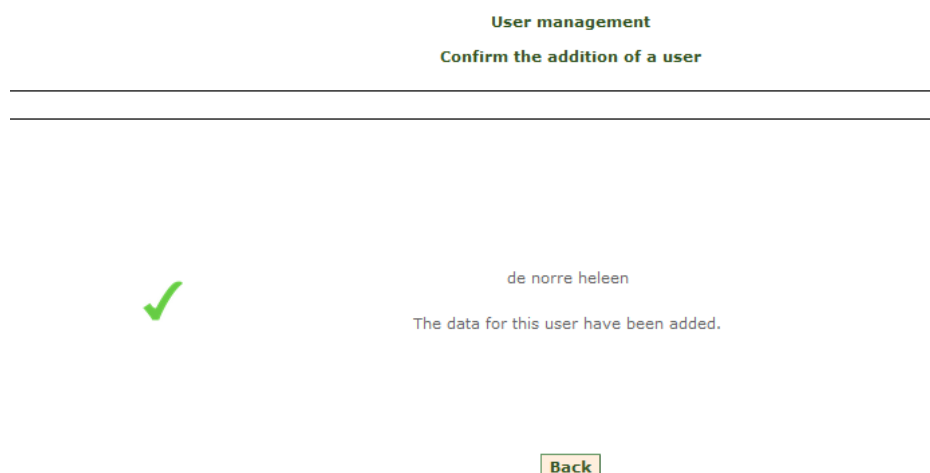 User management
Confirm the addition of a user
de norre heleen
The data for this user have been added.
Back